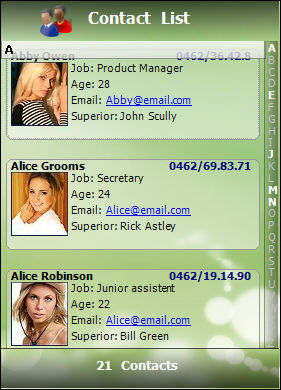 Contact List
A
Abby Owen 0462/36.42.8
Job: Product Manager
Age: 28
Email: Abby@email.com
Superior: John Scully
Alice Grooms 0462/69.83.71
Job: Secretary
Age: 24
Email: Alice@email.com
Superior: Rick Astley
Alice Robinson 0462/19.14.90
Job: Junior assistent
Age: 22
Email: Alice@email.com
Superior: Bill Green
A
B
C
D
E
F
G
H
I
J
K
L
M
N
O
P
Q
R
S
T
U
V
W
X
Y
Z
21 Contacts